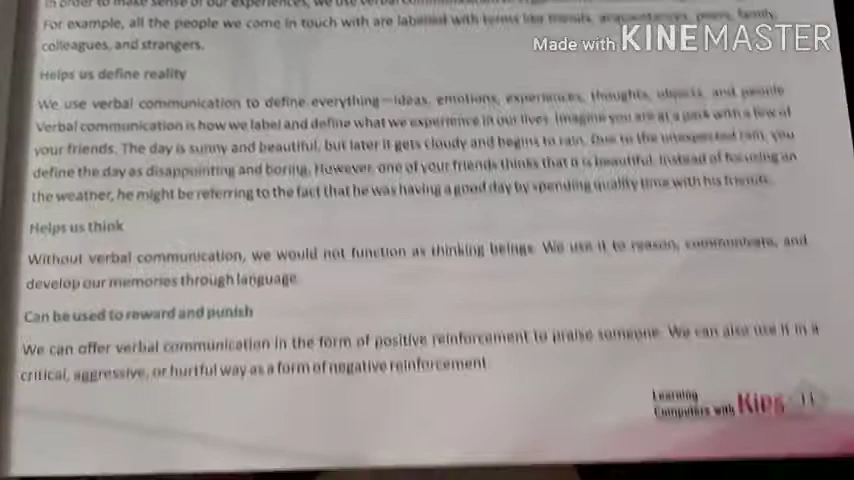 In order to make sense of our experiences, we use verbal
For example, all the people we come in touch with are labelled with terms like friends, acquaintances, peers, family,
colleagues, and strangers.
Made with KINEMASTER
Helps us define reality
We use verbal communication to define everything—ideas, emotions, experiences, thoughts, objects, and people
Verbal communication is how we label and define what we experience in our lives. Imagine you are at a park with a few of
your friends. The day is sunny and beautiful, but later it gets cloudy and begins to rain. Due to the unexpected rain, you
define the day as disappointing and boring. However, one of your friends thinks that it is beautiful. Instead of focusing on
the weather, he might be referring to the fact that he was having a good day by spending quality time with his friends.
Helps us think
Without verbal communication, we would not function as thinking beings. We use it to reason, communicate, and
develop our memories through language.
Can be used to reward and punish
We can offer verbal communication in the form of positive reinforcement to praise someone. We can also use it in a
critical, aggressive, or hurtful way as a form of negative reinforcement.
Learning
Computers with Kips 11